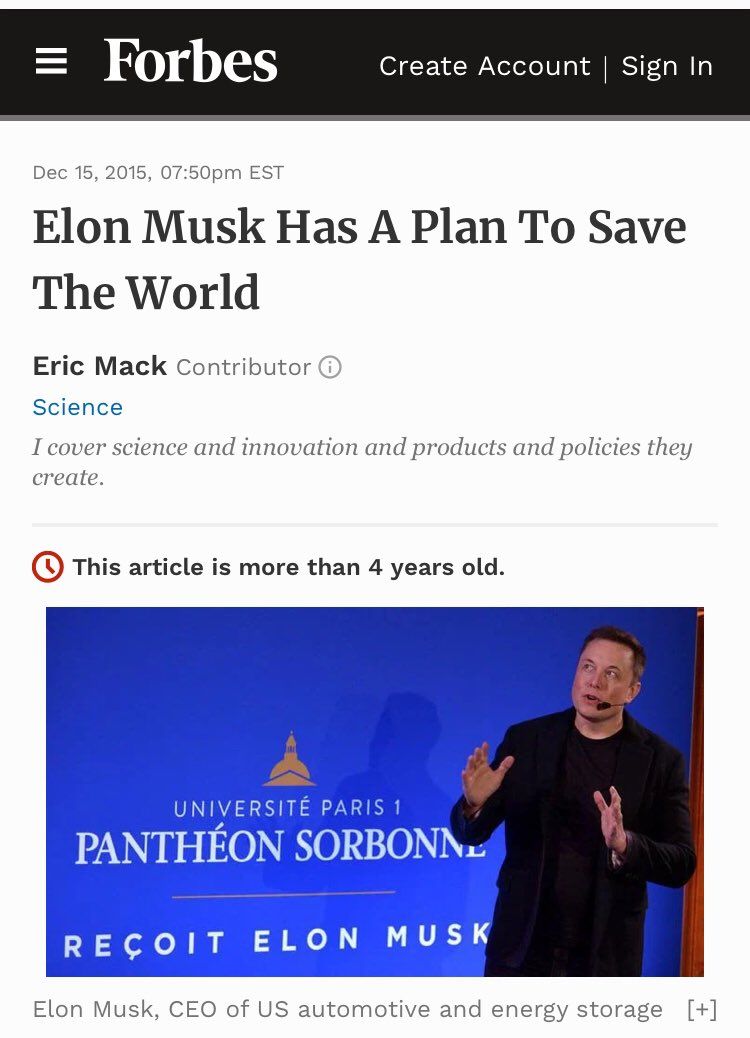 Forbes
Create Account | Sign In
Dec 15, 2015, 07:50pm EST
Elon Musk Has A Plan To Save
The World
Eric Mack Contributor
Science
I cover science and innovation and products and policies they
create.
This article is more than 4 years old.
UNIVERSITÉ PARIS 1
PANTHÉON SORBONNE
REÇOIT ELON MUSK
Elon Musk, CEO of US automotive and energy storage [+]